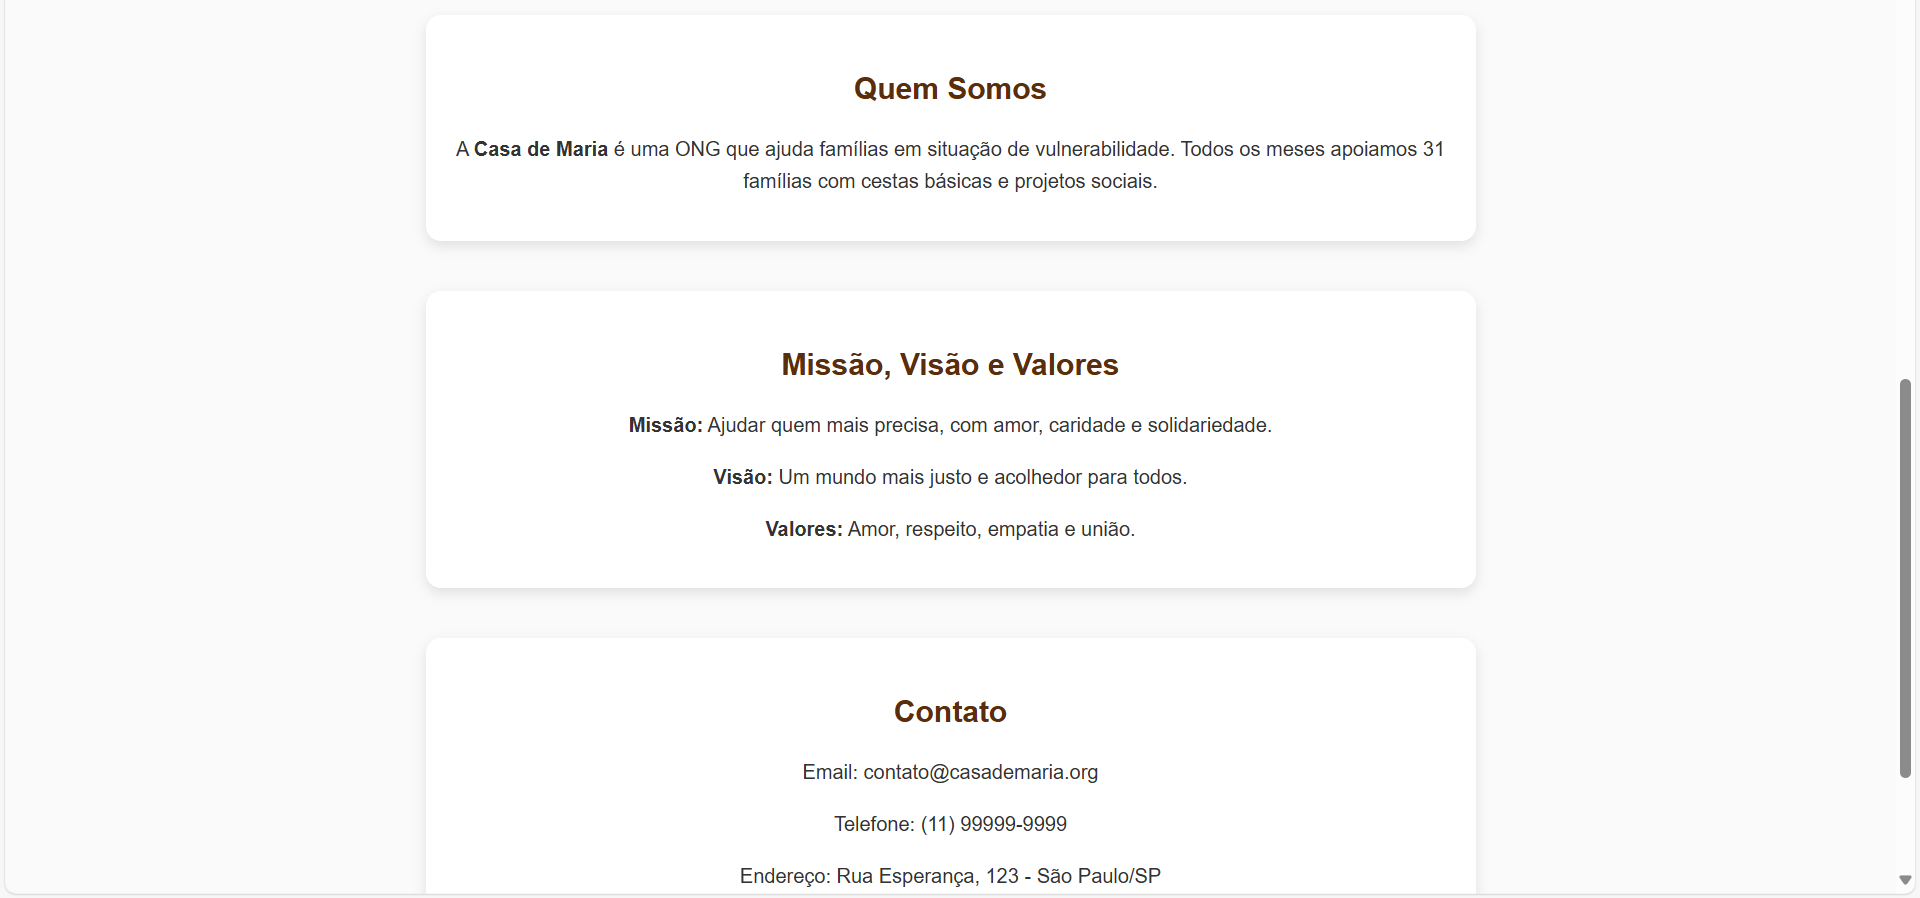 Quem Somos
A Casa de Maria é uma ONG que ajuda famílias em situação de vulnerabilidade. Todos os meses apoiamos 31
famílias com cestas básicas e projetos sociais.
Missão, Visão e Valores
Missão: Ajudar quem mais precisa, com amor, caridade e solidariedade.
Visão: Um mundo mais justo e acolhedor para todos.
Valores: Amor, respeito, empatia e união.
Contato
Email: contato@casademaria.org
Telefone: (11) 99999-9999
Endereço: Rua Esperança, 123 - São Paulo/SP